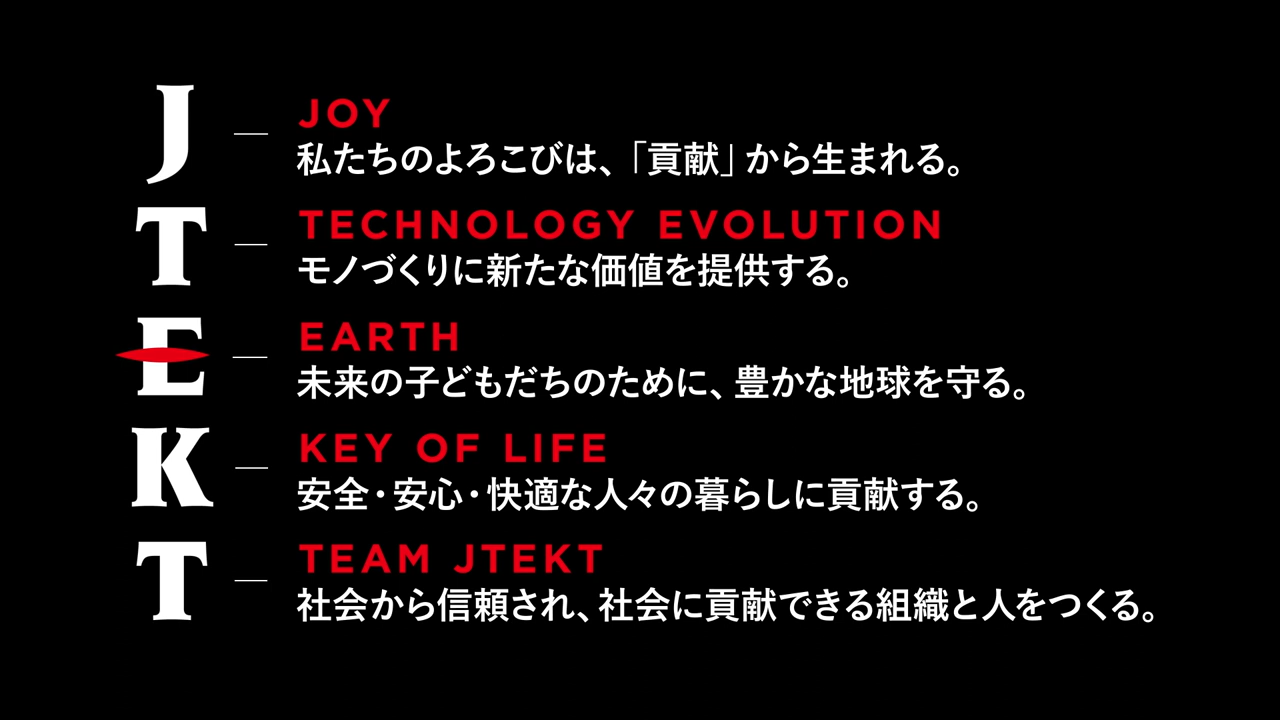 J
JOY
私たちのよろこびは、「貢献」から生まれる。
T
TECHNOLOGY EVOLUTION
モノづくりに新たな価値を提供する。
E
EARTH
未来の子どもだちのために、豊かな地球を守る。
K
KEY OF LIFE
安全・安心・快適な人々の暮らしに貢献する。
T
TEAM JTEKT
社会から信頼され、社会に貢献できる組織と人をつくる。